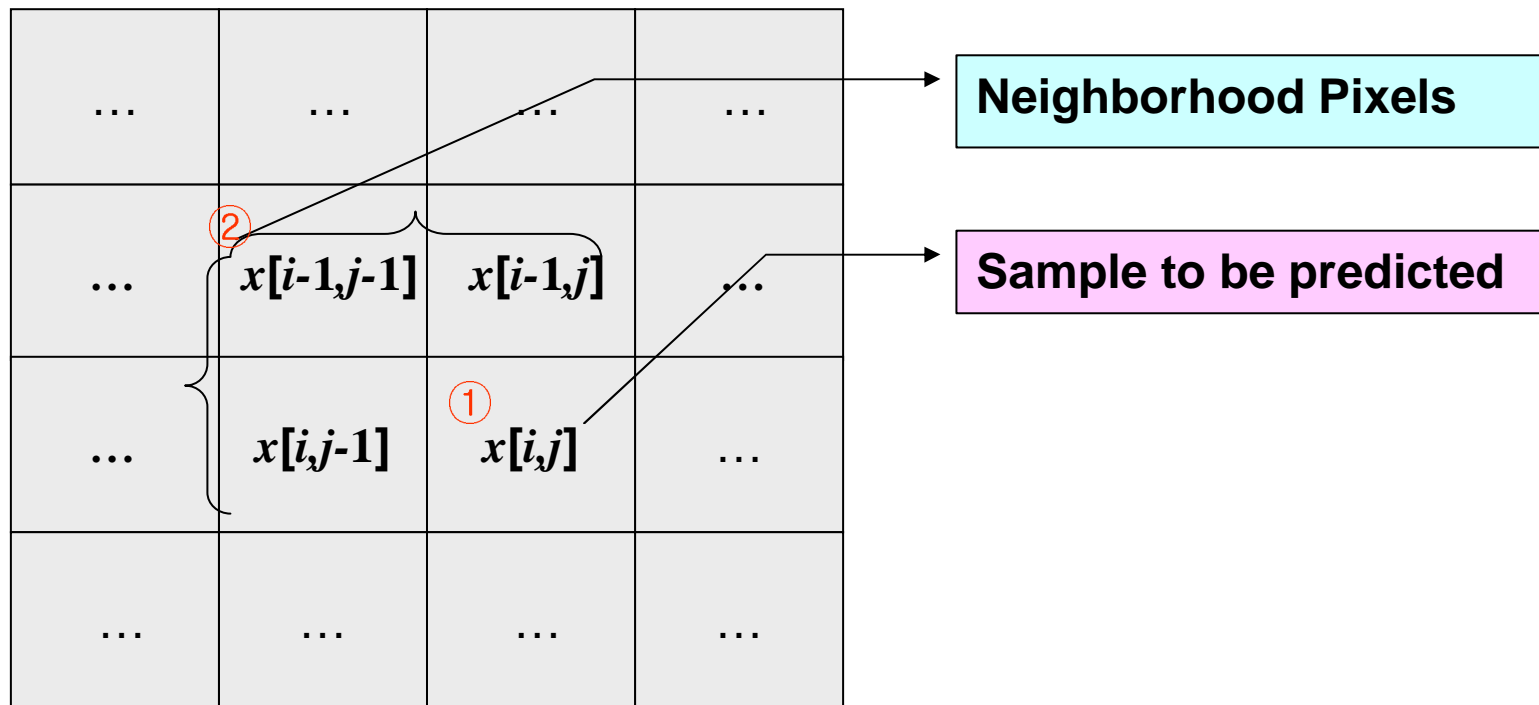 … … … …
Neighborhood Pixels
②
… x[i-1,j-1] x[i-1,j] …
Sample to be predicted
①
… x[i,j-1] x[i,j] …
… … … …